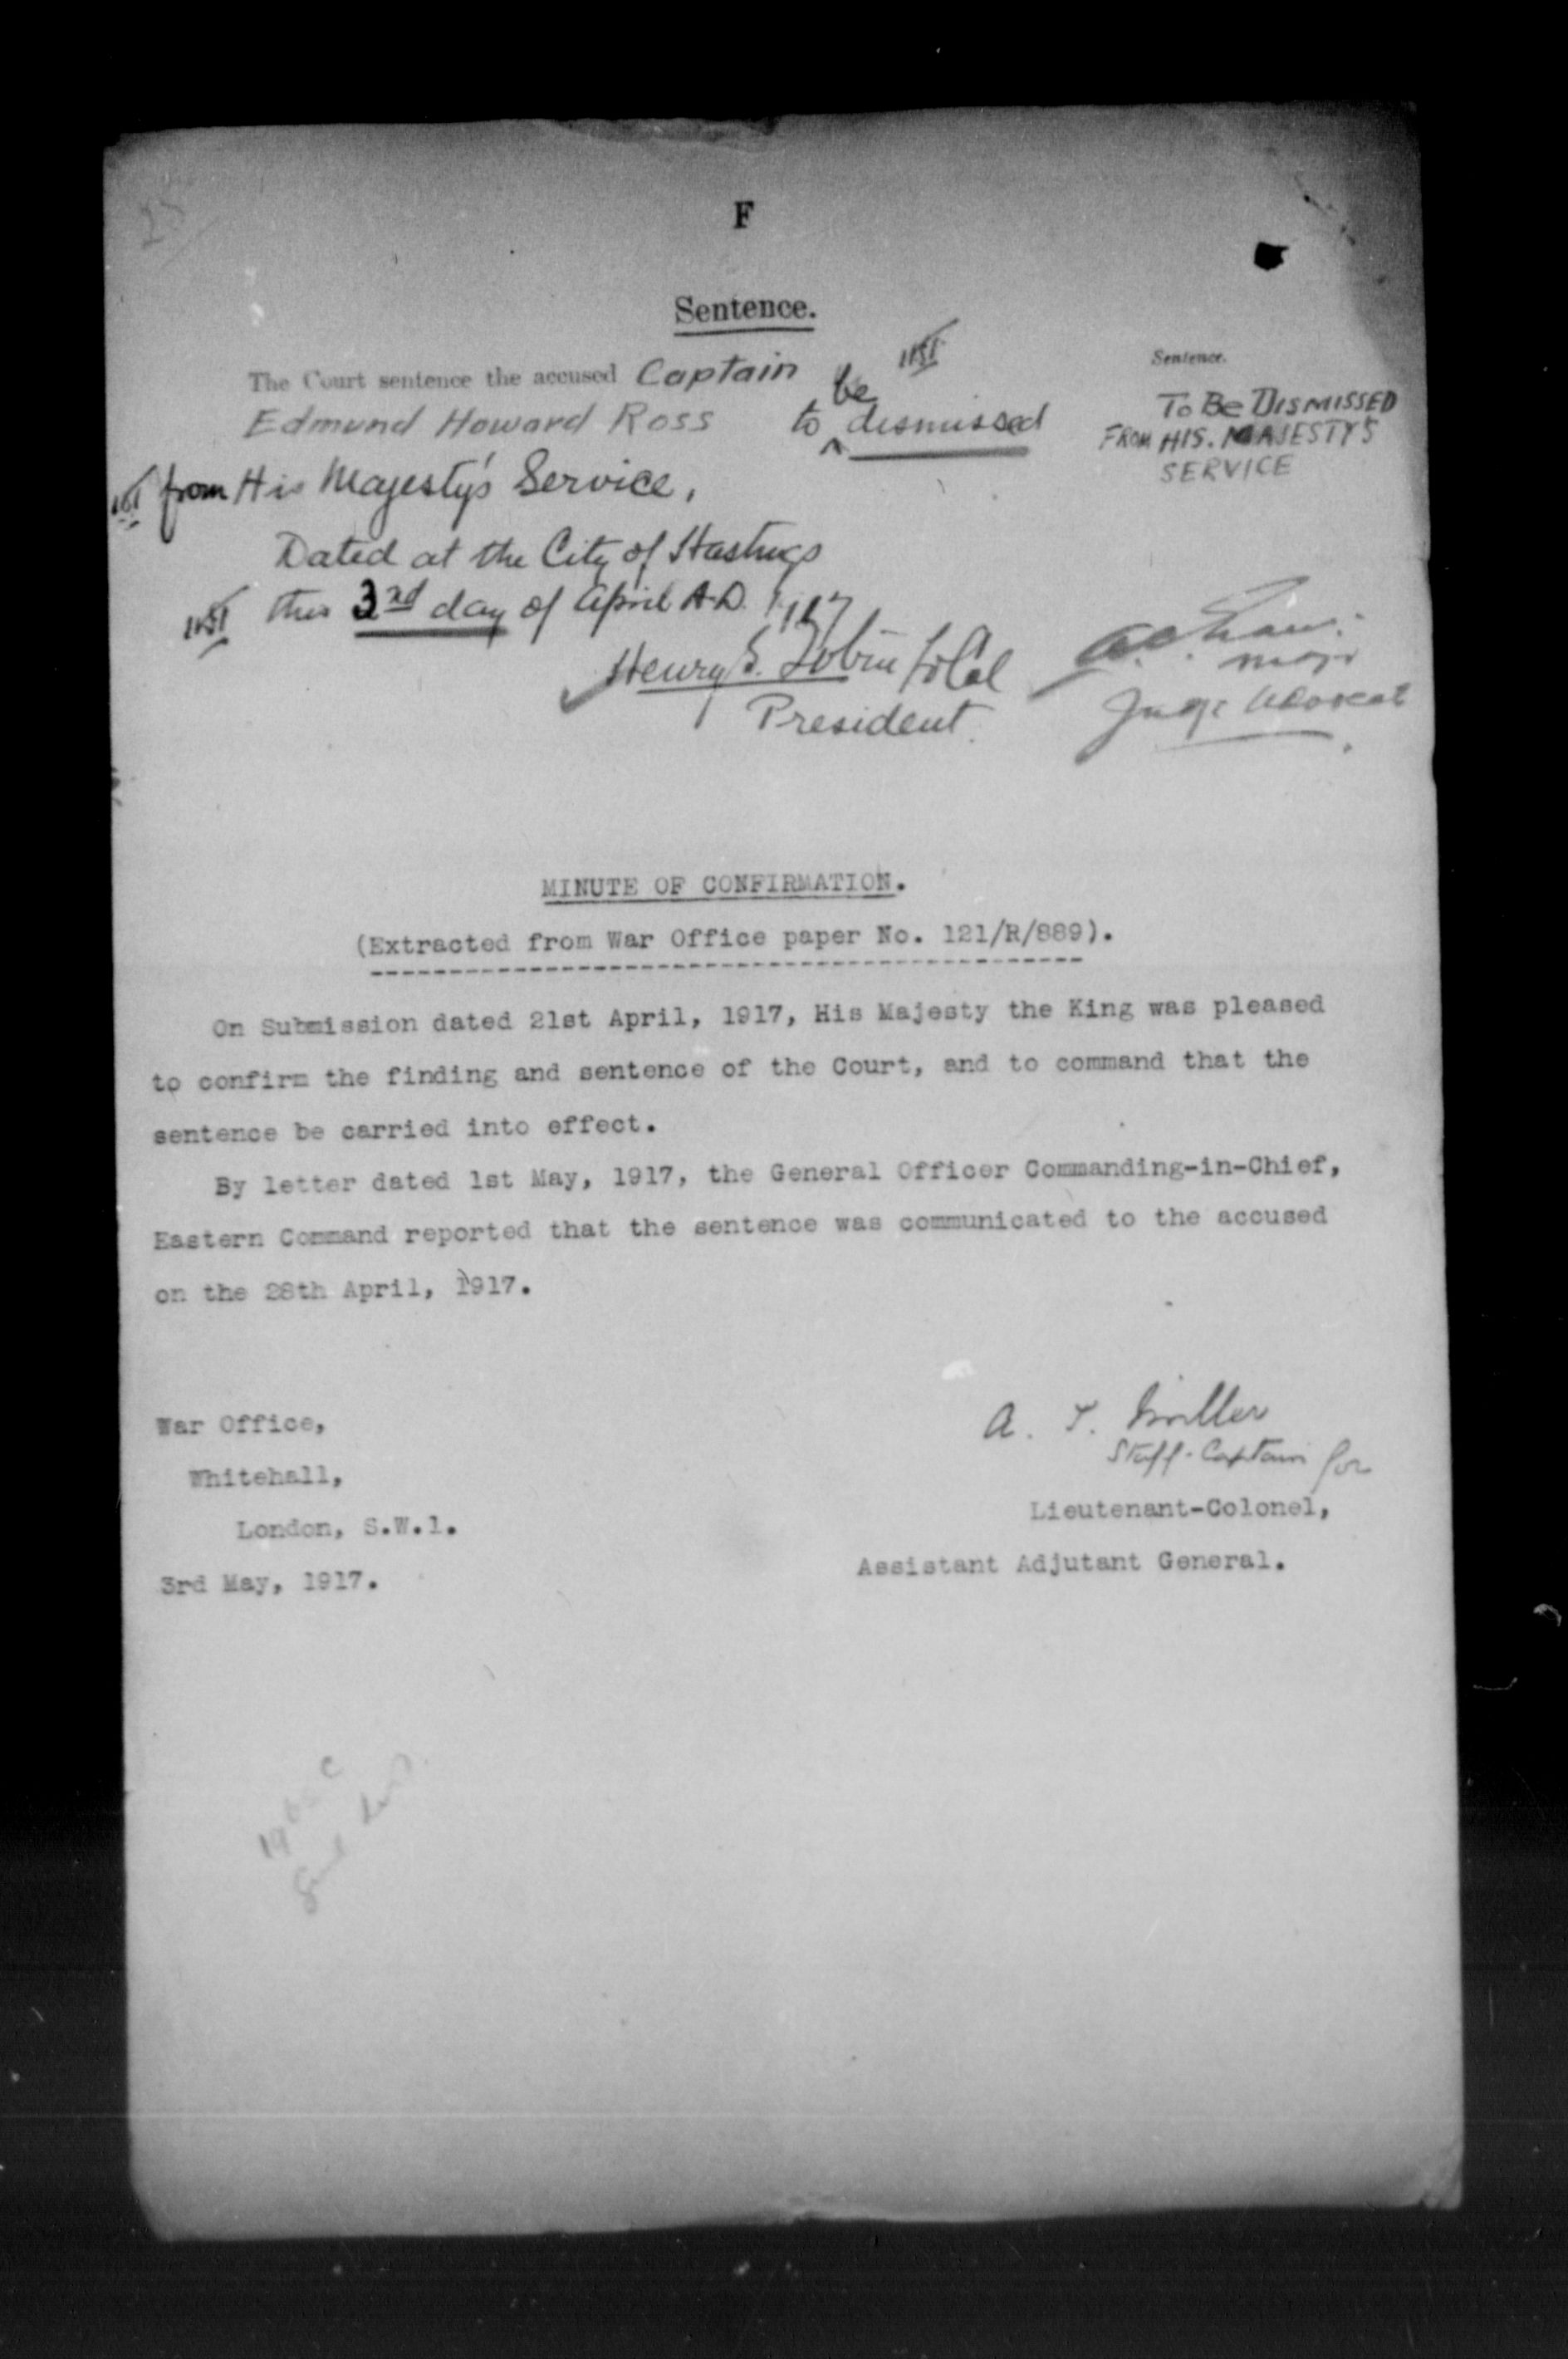 F
Sentence.
The Court sentence the accused Captain
Edmund Howard Ross to be dismissed
from His Majesty's Service,
Dated at the City of Hastings
this 3rd day of April A.D. 1917
Henry S. Tobin Lt Col
President
Sentence.
TO BE DISMISSED
FROM HIS. MAJESTY'S
SERVICE
Major
Judge Advocate
MINUTE OF CONFIRMATION.
(Extracted from War Office paper No. 121/R/889).
On Submission dated 21st April, 1917, His Majesty the King was pleased
to confirm the finding and sentence of the Court, and to command that the
sentence be carried into effect.
By letter dated 1st May, 1917, the General Officer Commanding-in-Chief,
Eastern Command reported that the sentence was communicated to the accused
on the 28th April, 1917.
War Office,
Whitehall,
London, S.W.1.
3rd May, 1917.
A. T. Miller
Staff-Captain for
Lieutenant-Colonel,
Assistant Adjutant General.